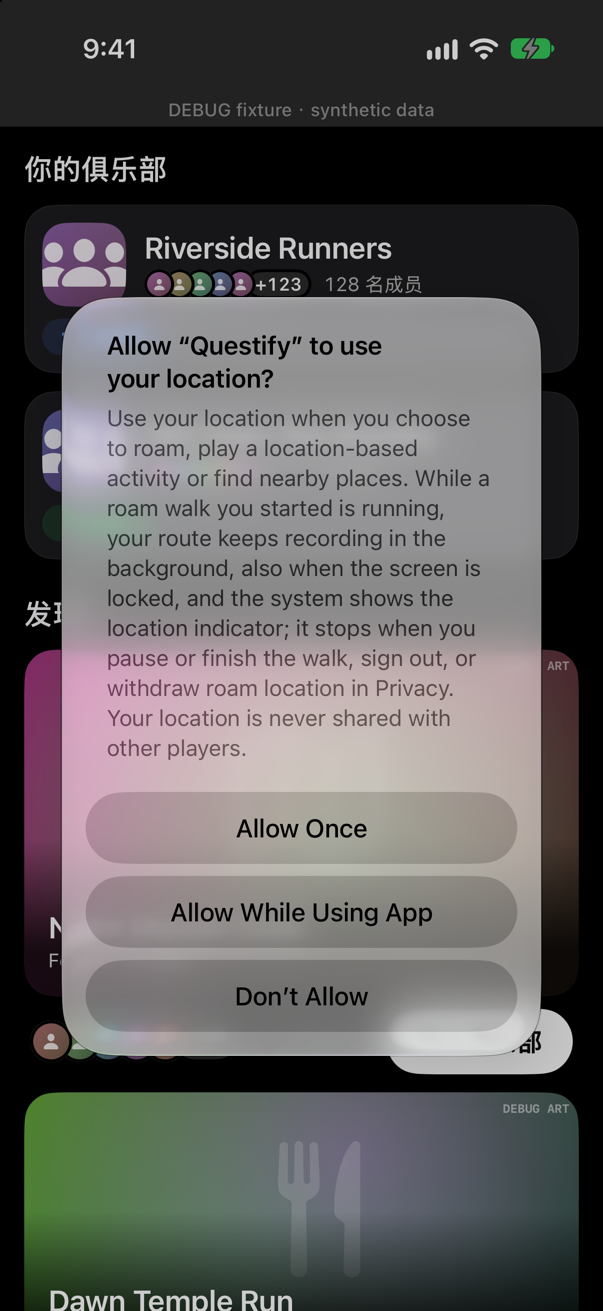 9:41
DEBUG fixture · synthetic data
你的俱乐部
Riverside Runners
+123 128 名成员
Allow “Questify” to use
your location?
Use your location when you choose
to roam, play a location-based
activity or find nearby places. While a
roam walk you started is running,
your route keeps recording in the
background, also when the screen is
locked, and the system shows the
location indicator; it stops when you
pause or finish the walk, sign out, or
withdraw roam location in Privacy.
Your location is never shared with
other players.
发现
ART
Allow Once
Allow While Using App
Don’t Allow
部
DEBUG ART
Dawn Temple Run